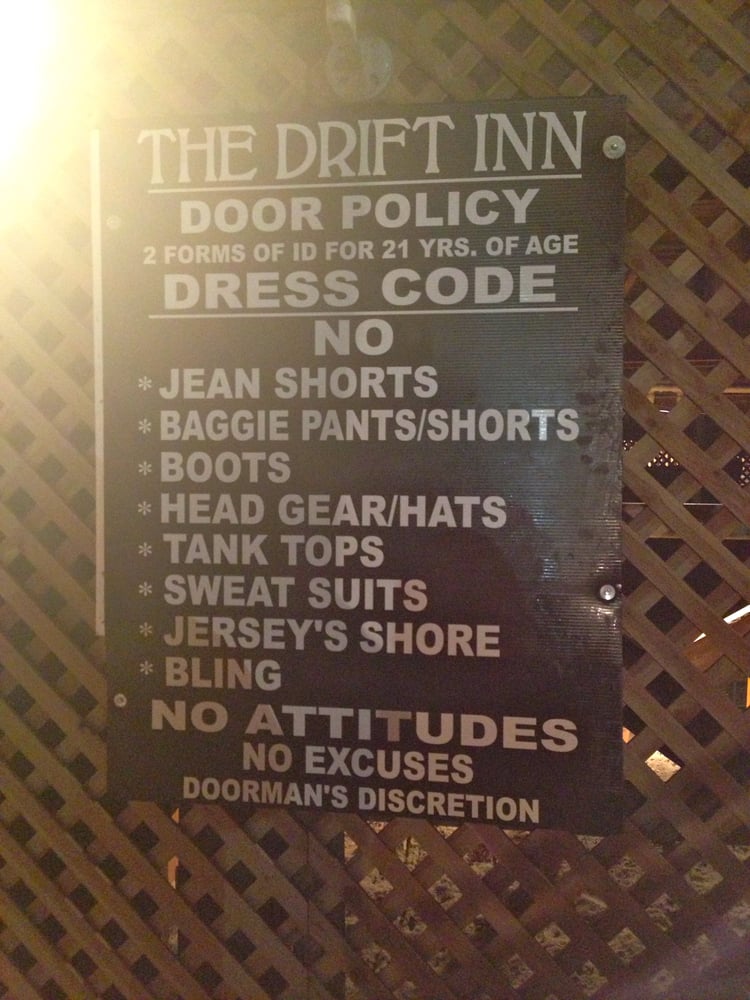 THE DRIFT INN
DOOR POLICY
2 FORMS OF ID FOR 21 YRS. OF AGE
DRESS CODE
NO
* JEAN SHORTS
* BAGGIE PANTS/SHORTS
* BOOTS
* HEAD GEAR/HATS
* TANK TOPS
* SWEAT SUITS
* JERSEY'S SHORE
* BLING
NO ATTITUDES
NO EXCUSES
DOORMAN'S DISCRETION